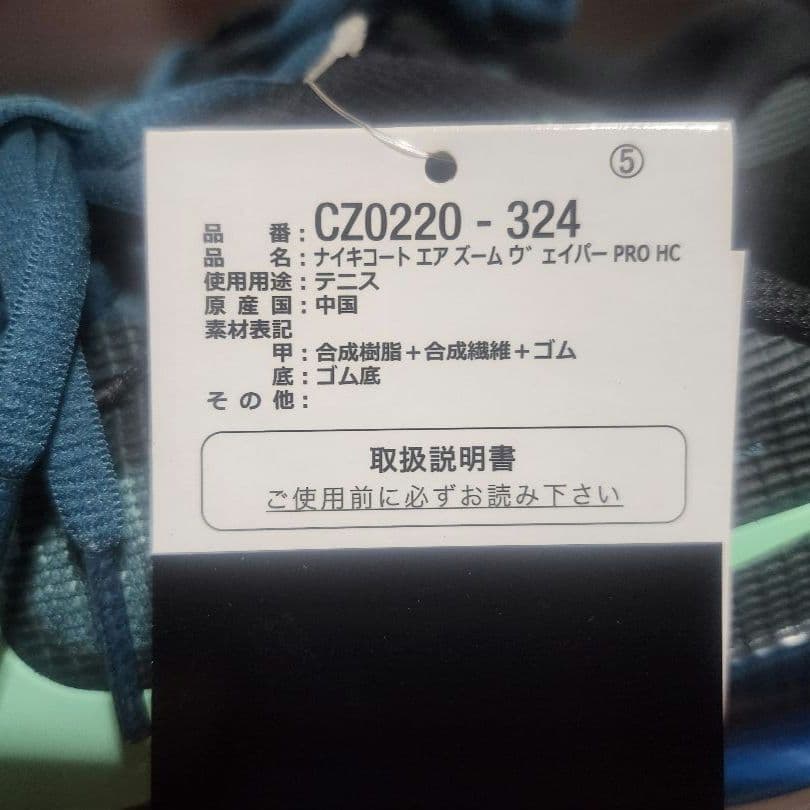 ⑤
品番:CZ0220 - 324
品名:ナイキコート エア ズーム ヴェイパー PRO HC
使用用途:テニス
原産国:中国
素材表記
甲:合成樹脂+合成繊維+ゴム
底:ゴム底
その他:
取扱説明書
ご使用前に必ずお読み下さい